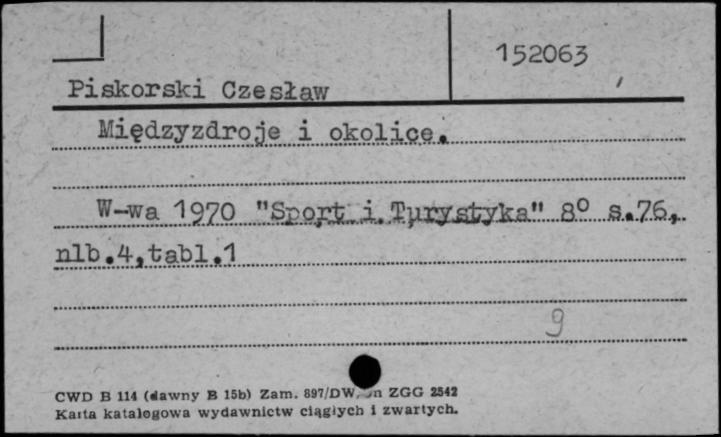 152063
Piskorski Czesław
Międzyzdroje i okolice.
W-wa 1970 "Sport i Turystyka" 8° s.76,
nlb.4,tabl.1
9
CWD B 114 (dawny B 15b) Zam. 897/DW. ZGG 2542
Karta katalogowa wydawnictw ciągłych i zwartych.